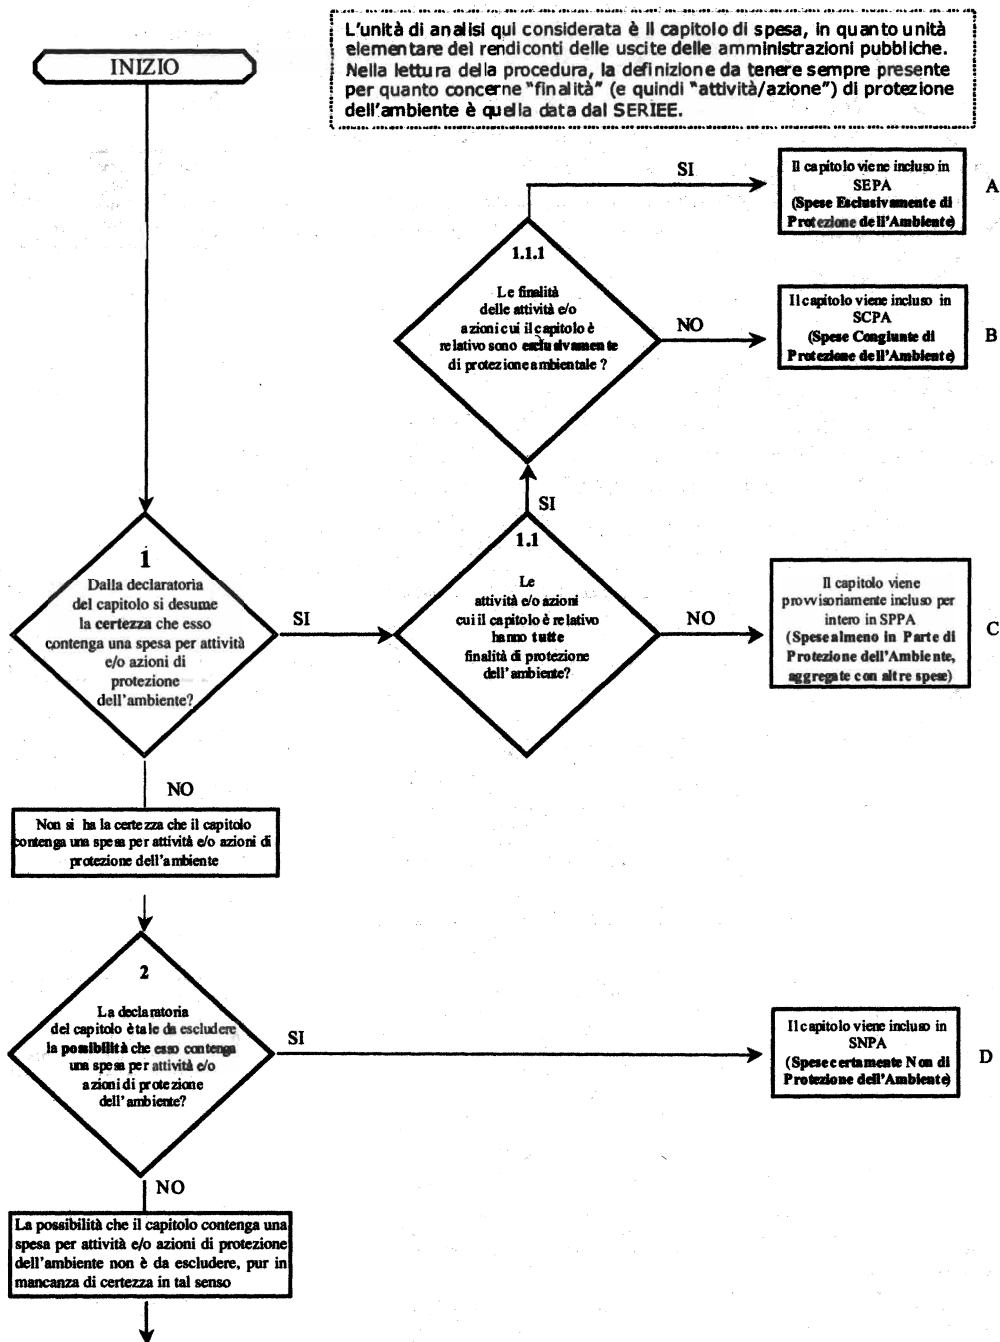 L'unità di analisi qui considerata è il capitolo di spesa, in quanto unità
elementare dei rendiconti delle uscite delle amministrazioni pubbliche.
Nella lettura della procedura, la definizione da tenere sempre presente
per quanto concerne "finalità" (e quindi "attività/azione") di protezione
dell'ambiente è quella data dal SERIEE.
INIZIO
SI
Il capitolo viene incluso in
SEPA
(Spese Esclusivamente di
Protezione dell'Ambiente)
A
1.1.1
Le finalità
delle attività e/o
azioni cui il capitolo è
relativo sono esclusivamente
di protezione ambientale ?
NO
Il capitolo viene incluso in
SCPA
(Spese Congiunte di
Protezione dell'Ambiente)
B
SI
1
Dalla declaratoria
del capitolo si desume
la certezza che esso
contenga una spesa per attività
e/o azioni di
protezione
dell'ambiente?
SI
1.1
Le
attività e/o azioni
cui il capitolo è relativo
hanno tutte
finalità di protezione
dell'ambiente?
NO
Il capitolo viene
provvisoriamente incluso per
intero in SPPA
(Spese almeno in Parte di
Protezione dell'Ambiente,
aggregate con altre spese)
C
NO
Non si ha la certezza che il capitolo
contenga una spesa per attività e/o azioni di
protezione dell'ambiente
2
La declaratoria
del capitolo è tale da escludere
la possibilità che esso contenga
una spesa per attività e/o
azioni di protezione
dell'ambiente?
SI
Il capitolo viene incluso in
SNPA
(Spese certamente Non di
Protezione dell'Ambiente)
D
NO
La possibilità che il capitolo contenga una
spesa per attività e/o azioni di protezione
dell'ambiente non è da escludere, pur in
mancanza di certezza in tal senso